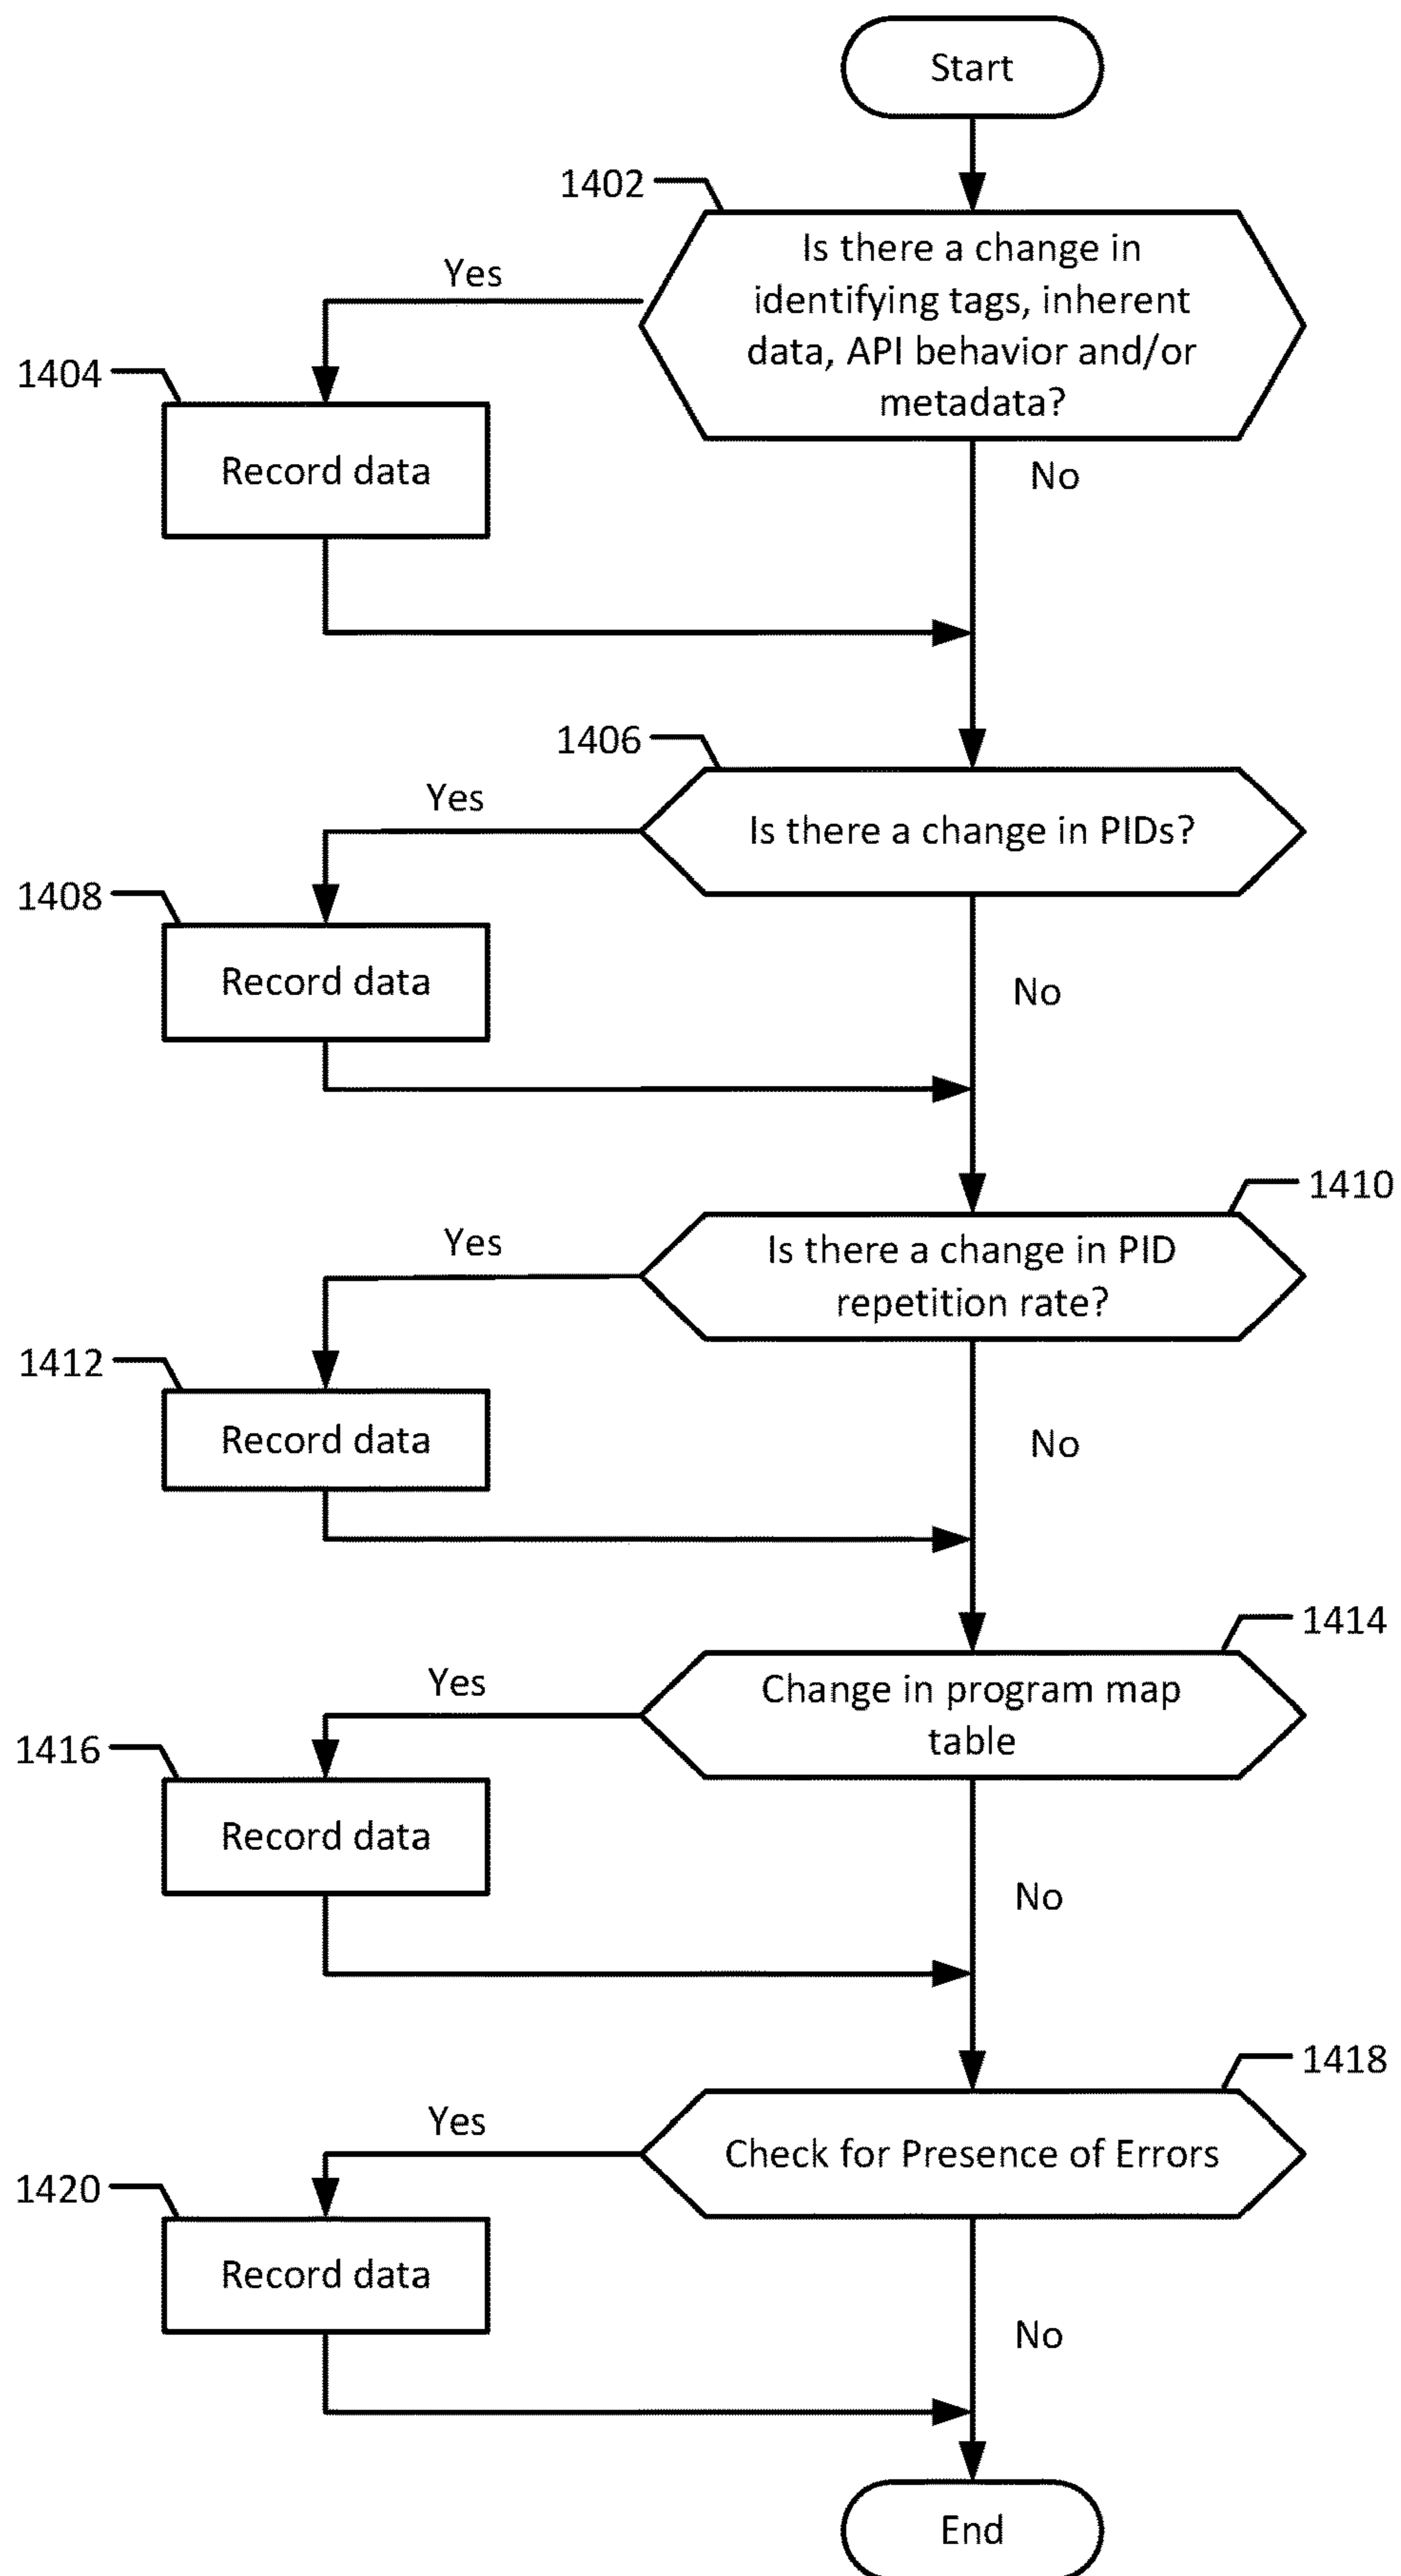 Start
1402
Is there a change in
identifying tags, inherent
data, API behavior and/or
metadata?
Yes
1404
Record data
No
1406
Is there a change in PIDs?
Yes
1408
Record data
No
1410
Is there a change in PID
repetition rate?
Yes
1412
Record data
No
1414
Change in program map
table
Yes
1416
Record data
No
1418
Check for Presence of Errors
Yes
1420
Record data
No
End